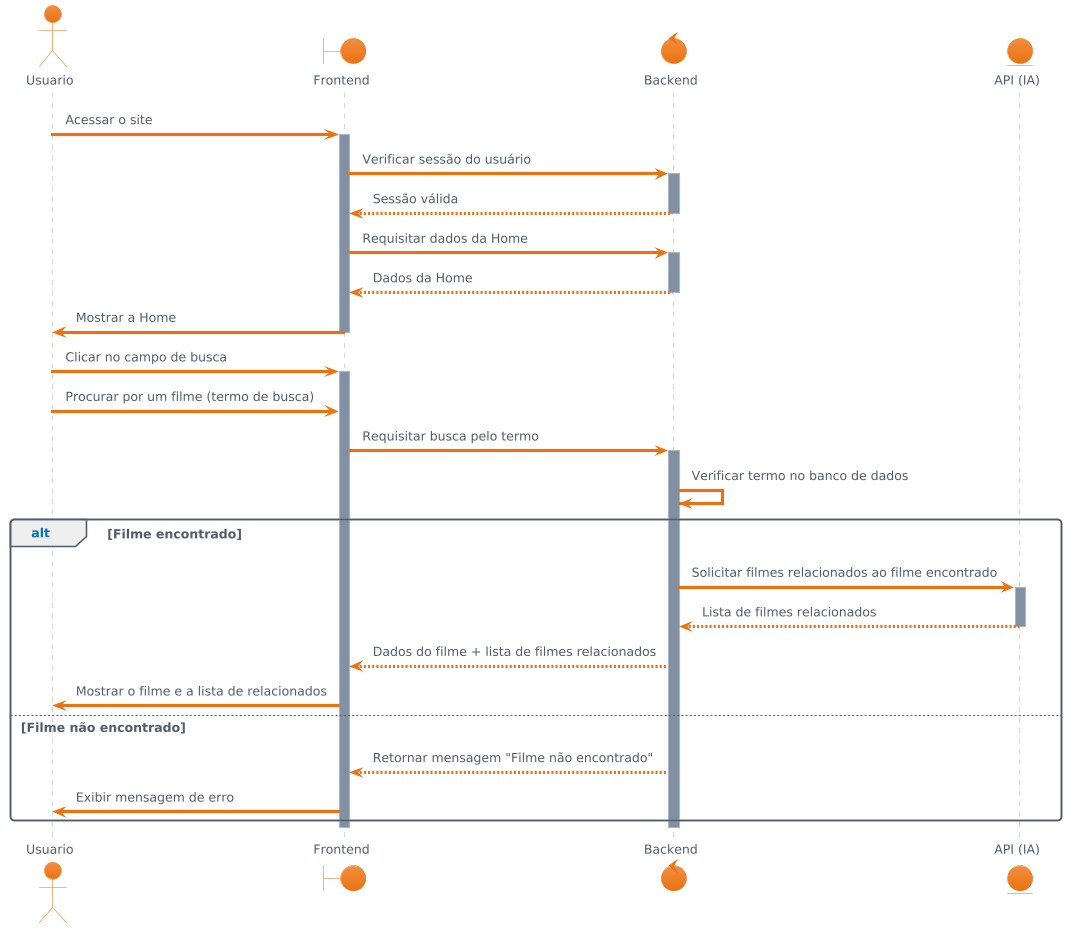 Usuario
Frontend
Backend
API (IA)
Acessar o site
Verificar sessão do usuário
Sessão válida
Requisitar dados da Home
Dados da Home
Mostrar a Home
Clicar no campo de busca
Procurar por um filme (termo de busca)
Requisitar busca pelo termo
Verificar termo no banco de dados
alt
[Filme encontrado]
Solicitar filmes relacionados ao filme encontrado
Lista de filmes relacionados
Dados do filme + lista de filmes relacionados
Mostrar o filme e a lista de relacionados
[Filme não encontrado]
Retornar mensagem "Filme não encontrado"
Exibir mensagem de erro
Usuario
Frontend
Backend
API (IA)